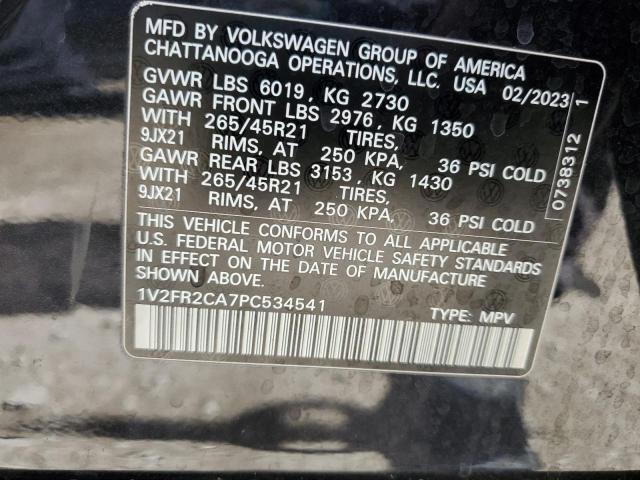 MFD BY VOLKSWAGEN GROUP OF AMERICA
CHATTANOOGA OPERATIONS, LLC. USA 02/2023
GVWR LBS 6019, KG 2730
GAWR FRONT LBS 2976, KG 1350
WITH 265/45R21 TIRES,
9JX21 RIMS, AT 250 KPA, 36 PSI COLD
GAWR REAR LBS 3153, KG 1430
WITH 265/45R21 TIRES,
9JX21 RIMS, AT 250 KPA, 36 PSI COLD
THIS VEHICLE CONFORMS TO ALL APPLICABLE
U.S. FEDERAL MOTOR VEHICLE SAFETY STANDARDS
IN EFFECT ON THE DATE OF MANUFACTURE
SHOWN ABOVE.
1V2FR2CA7PC534541 TYPE: MPV
0738312 1